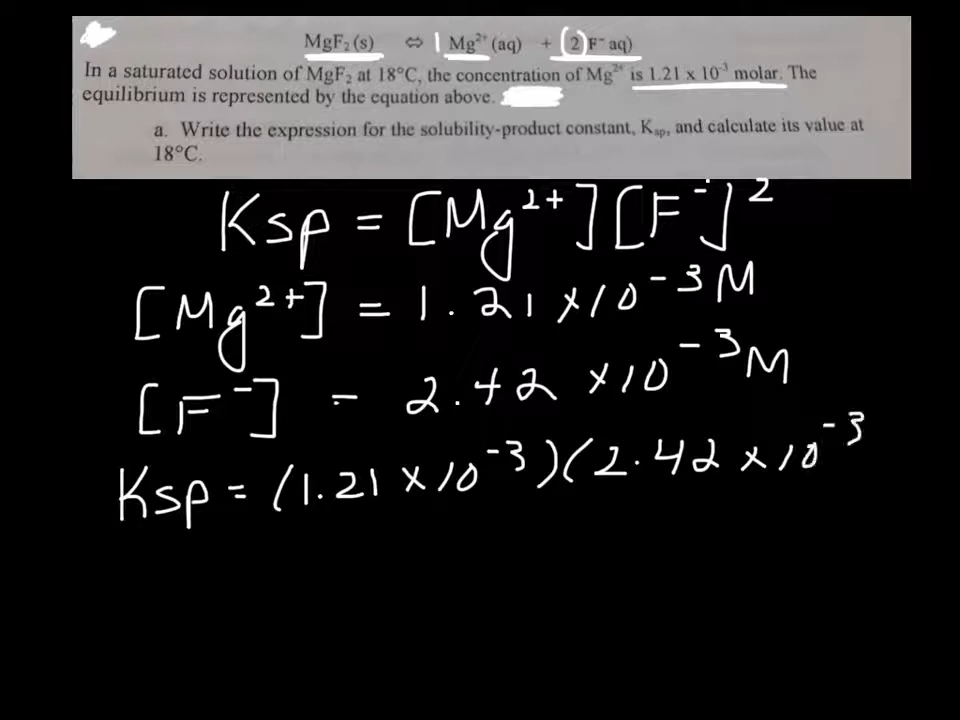 MgF₂ (s) ⇔ 1 Mg²⁺ (aq) + (2) F⁻ aq)
In a saturated solution of MgF₂ at 18°C, the concentration of Mg²⁺ is 1.21 x 10⁻³ molar. The
equilibrium is represented by the equation above.
a. Write the expression for the solubility-product constant, Kₛₚ, and calculate its value at
18°C.
Ksp = [Mg²⁺][F⁻]²
[Mg²⁺] = 1.21 ×10⁻³ M
[F⁻] = 2.42 ×10⁻³ M
Ksp = (1.21 ×10⁻³)(2.42 ×10⁻³